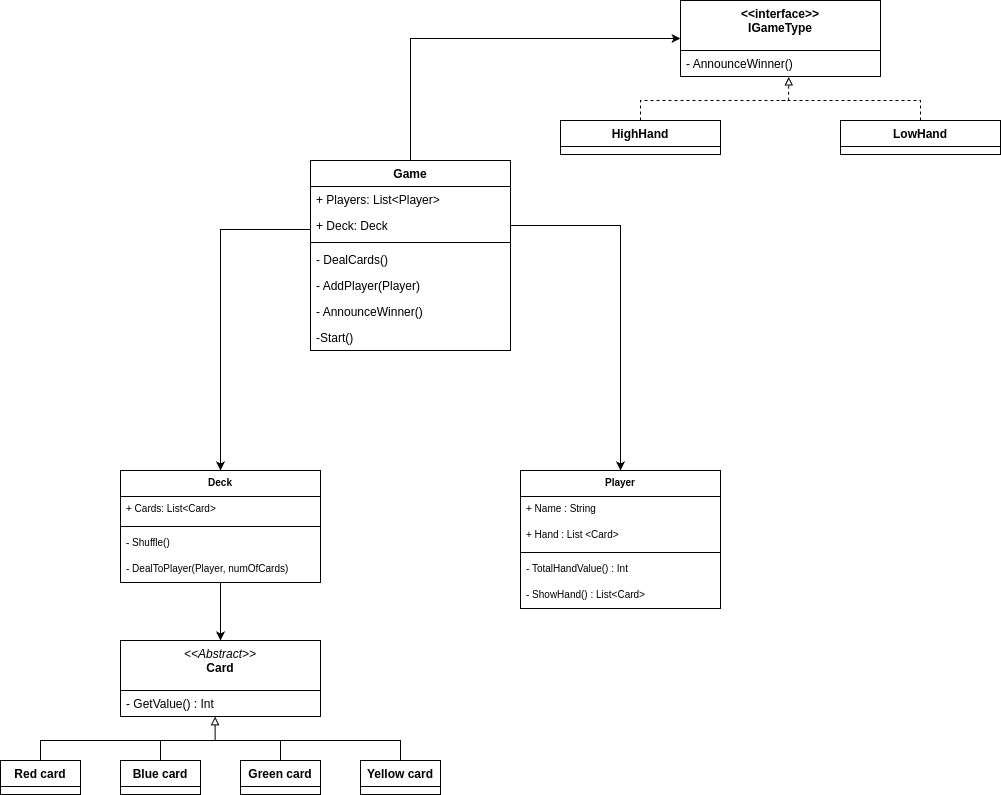 <<interface>>
IGameType
- AnnounceWinner()
HighHand
LowHand
Game
+ Players: List<Player>
+ Deck: Deck
- DealCards()
- AddPlayer(Player)
- AnnounceWinner()
-Start()
Deck
+ Cards: List<Card>
- Shuffle()
- DealToPlayer(Player, numOfCards)
Player
+ Name : String
+ Hand : List <Card>
- TotalHandValue() : Int
- ShowHand() : List<Card>
<<Abstract>>
Card
- GetValue() : Int
Red card
Blue card
Green card
Yellow card